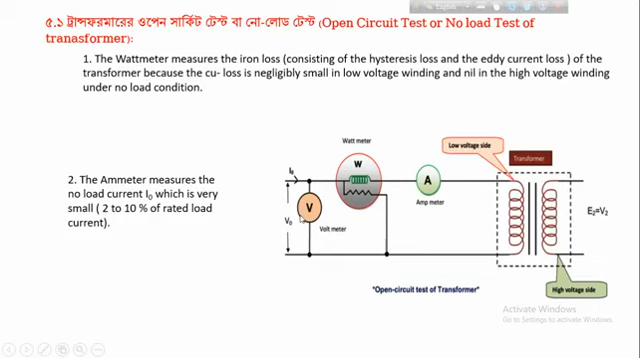 English
৫.১ ট্রান্সফরমারের ওপেন সার্কিট টেস্ট বা নো-লোড টেস্ট (Open Circuit Test or No load Test of
tranasformer):
1. The Wattmeter measures the iron loss (consisting of the hysteresis loss and the eddy current loss ) of the
transformer because the cu- loss is negligibly small in low voltage winding and nil in the high voltage winding
under no load condition.
Watt meter
Low voltage side
Transformer
W
I₀
2. The Ammeter measures the
no load current I₀ which is very
small ( 2 to 10 % of rated load
current).
A
Amp meter
V
V₀
Volt meter
E₂=V₂
High voltage side
"Open-circuit test of Transformer"
Activate Windows
Go to Settings to activate Windows.